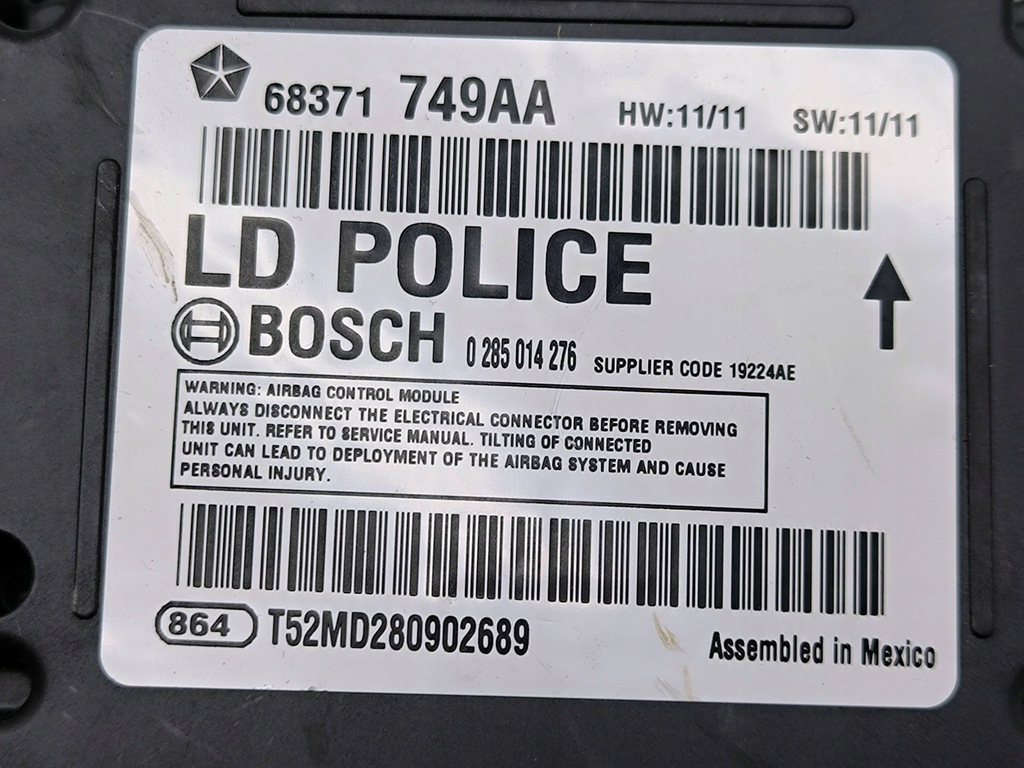 68371 749AA HW:11/11 SW:11/11
LD POLICE
BOSCH 0 285 014 276 SUPPLIER CODE 19224AE
WARNING: AIRBAG CONTROL MODULE
ALWAYS DISCONNECT THE ELECTRICAL CONNECTOR BEFORE REMOVING
THIS UNIT. REFER TO SERVICE MANUAL. TILTING OF CONNECTED
UNIT CAN LEAD TO DEPLOYMENT OF THE AIRBAG SYSTEM AND CAUSE
PERSONAL INJURY.
864 T52MD280902689 Assembled in Mexico